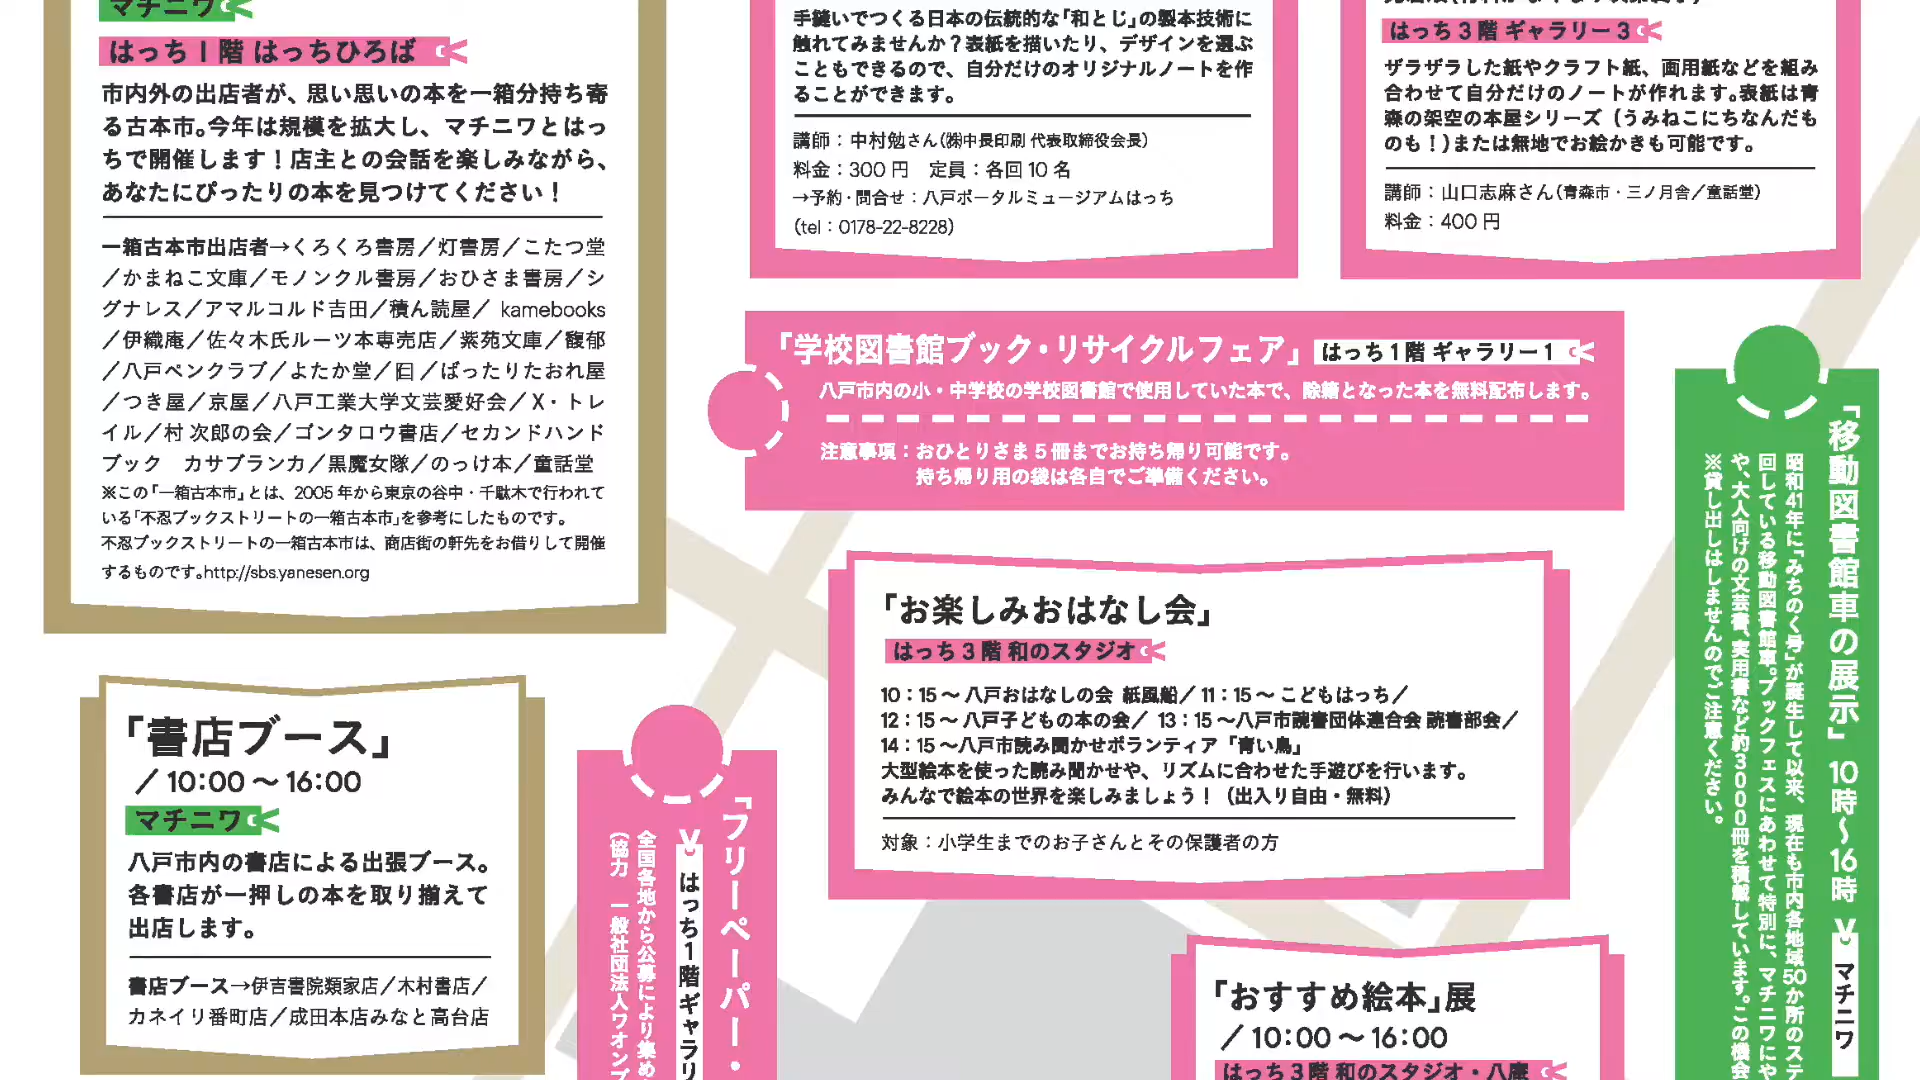 マチニワ
はっち1階 はっちひろば
市内外の出店者が、思い思いの本を一箱分持ち寄
る古本市。今年は規模を拡大し、マチニワとはっ
ちで開催します！店主との会話を楽しみながら、
あなたにぴったりの本を見つけてください！
一箱古本市出店者→くろくろ書房／灯書房／こたつ堂
／かまねこ文庫／モノンクル書房／おひさま書房／シ
グナレス／アマルコルド吉田／積ん読屋／ kamebooks
／伊織庵／佐々木氏ルーツ本専売店／紫苑文庫／馥郁
／八戸ペンクラブ／よたか堂／囙／ばったりたおれ屋
／つき屋／京屋／八戸工業大学文芸愛好会／X・トレ
イル／村 次郎の会／ゴンタロウ書店／セカンドハンド
ブック　カサブランカ／黒魔女隊／のっけ本／童話堂
※この「一箱古本市」とは、2005 年から東京の谷中・千駄木で行われて
いる「不忍ブックストリートの一箱古本市」を参考にしたものです。
不忍ブックストリートの一箱古本市は、商店街の軒先をお借りして開催
するものです。http://sbs.yanesen.org
「書店ブース」
／10:00 〜 16:00
マチニワ
八戸市内の書店による出張ブース。
各書店が一押しの本を取り揃えて
出店します。
書店ブース→伊吉書院類家店／木村書店／
カネイリ番町店／成田本店みなと高台店
手縫いでつくる日本の伝統的な「和とじ」の製本技術に
触れてみませんか？表紙を描いたり、デザインを選ぶ
こともできるので、自分だけのオリジナルノートを作
ることができます。
講師：中村勉さん（㈱中長印刷 代表取締役会長）
料金：300 円　定員：各回 10 名
→予約・問合せ：八戸ポータルミュージアムはっち
（tel：0178-22-8228）
はっち 3 階 ギャラリー 3
ザラザラした紙やクラフト紙、画用紙などを組み
合わせて自分だけのノートが作れます。表紙は青
森の架空の本屋シリーズ（うみねこにちなんだも
のも！）または無地でお絵かきも可能です。
講師：山口志麻さん（青森市・三ノ月舎／童話堂）
料金：400 円
「学校図書館ブック・リサイクルフェア」 はっち 1 階 ギャラリー 1
八戸市内の小・中学校の学校図書館で使用していた本で、除籍となった本を無料配布します。
注意事項：おひとりさま 5 冊までお持ち帰り可能です。
持ち帰り用の袋は各自でご準備ください。
「お楽しみおはなし会」
はっち 3 階 和のスタジオ
10：15 〜 八戸おはなしの会 紙風船／ 11：15 〜 こどもはっち／
12：15 〜 八戸子どもの本の会／ 13：15 〜八戸市読書団体連合会 読書部会／
14：15 〜八戸市読み聞かせボランティア「青い鳥」
大型絵本を使った読み聞かせや、リズムに合わせた手遊びを行います。
みんなで絵本の世界を楽しみましょう！（出入り自由・無料）
対象：小学生までのお子さんとその保護者の方
「フリーペーパー・
はっち1階 ギャラリ
全国各地から公募により集め
（協力　一般社団法人ワオンプ
「おすすめ絵本」展
／10:00 〜 16:00
はっち 3 階 和のスタジオ・八庵
「移動図書館車の展示」 10時〜16時 マチニワ
昭和41年に「みちのく号」が誕生して以来、現在も市内各地域50か所のステ
回している移動図書館車。ブックフェスにあわせて特別に、マチニワにや
や、大人向けの文芸書、実用書など約3000冊を積載しています。この機会
※貸し出しはしませんのでご注意ください。